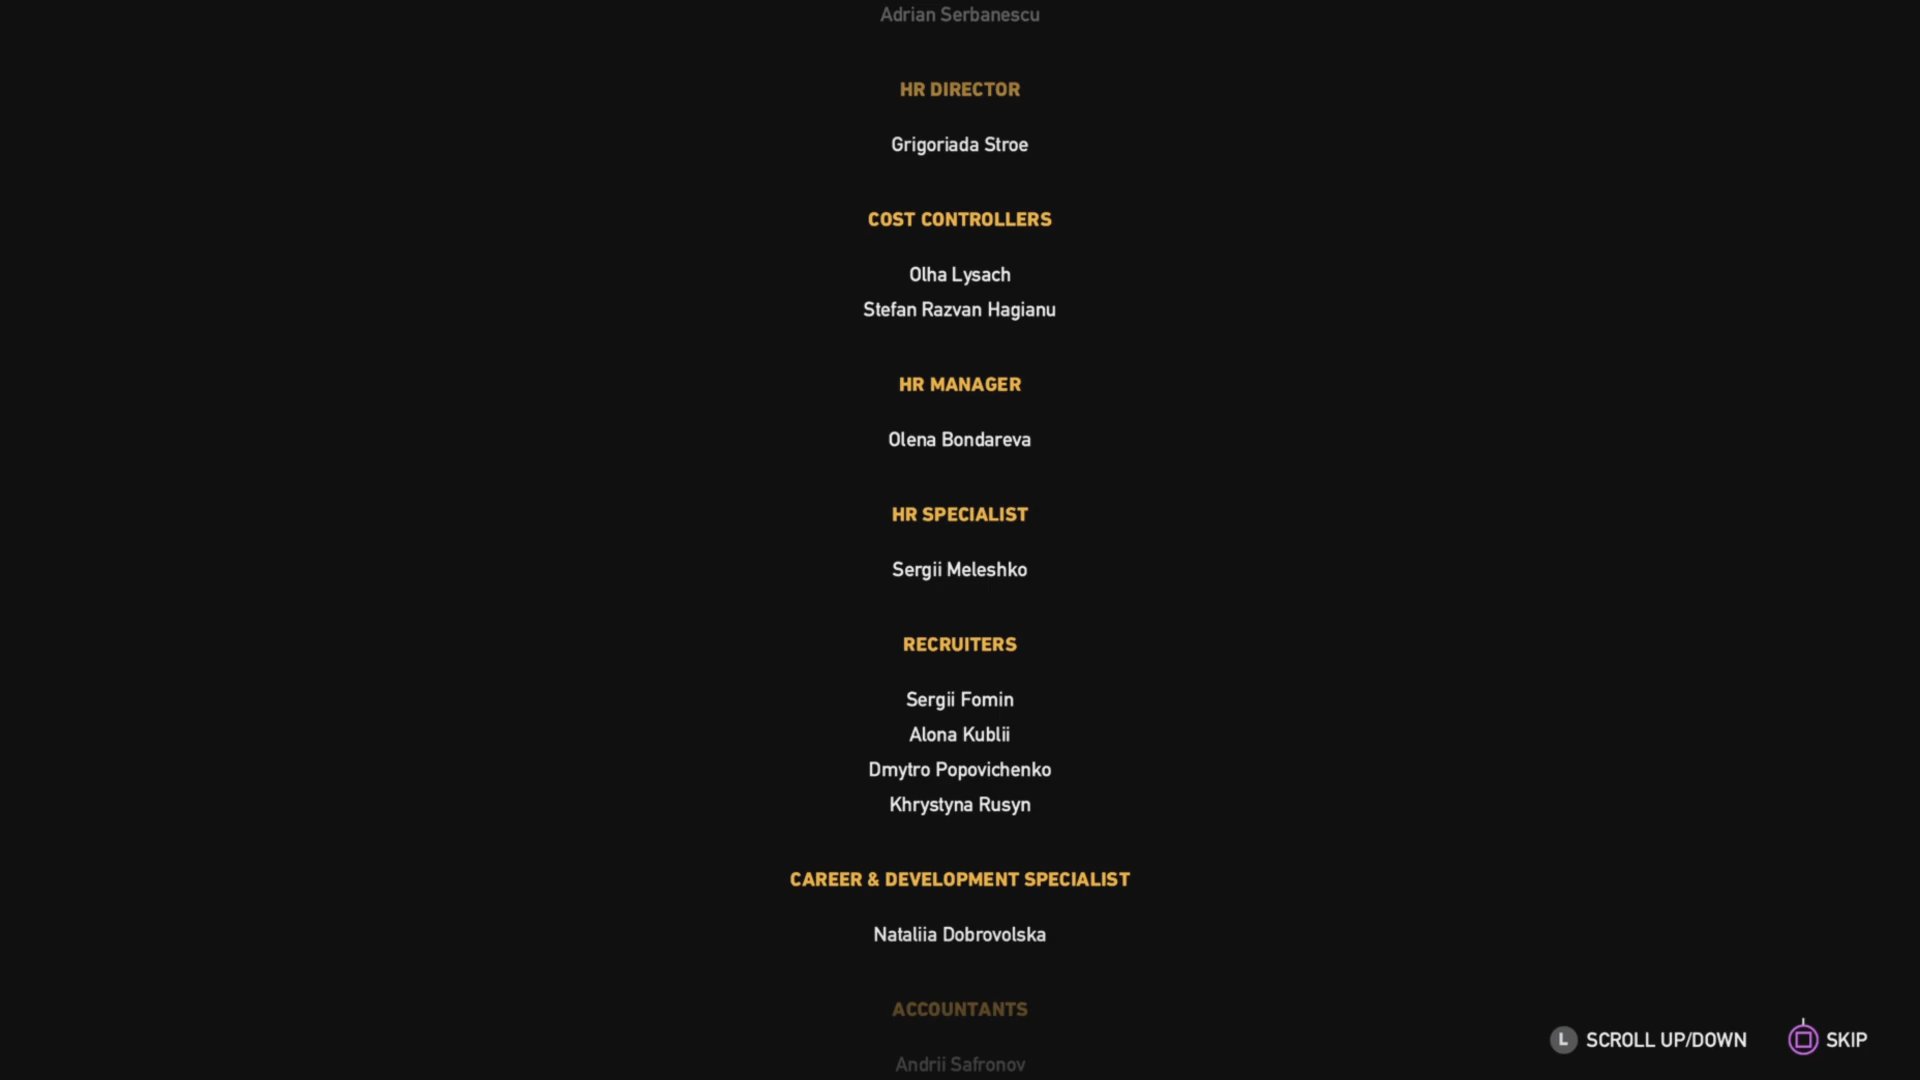 Adrian Serbanescu
HR DIRECTOR
Grigoriada Stroe
COST CONTROLLERS
Olha Lysach
Stefan Razvan Hagianu
HR MANAGER
Olena Bondareva
HR SPECIALIST
Sergii Meleshko
RECRUITERS
Sergii Fomin
Alona Kublii
Dmytro Popovichenko
Khrystyna Rusyn
CAREER & DEVELOPMENT SPECIALIST
Nataliia Dobrovolska
ACCOUNTANTS
Andrii Safronov
L SCROLL UP/DOWN SKIP